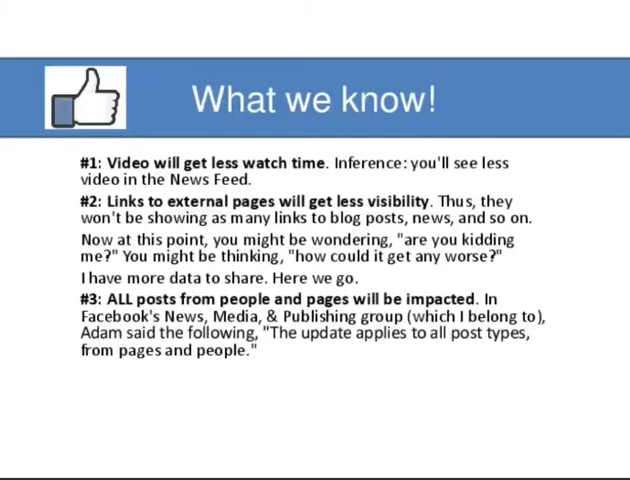 What we know!
#1: Video will get less watch time. Inference: you'll see less
video in the News Feed.
#2: Links to external pages will get less visibility. Thus, they
won't be showing as many links to blog posts, news, and so on.
Now at this point, you might be wondering, "are you kidding
me?" You might be thinking, "how could it get any worse?"
I have more data to share. Here we go.
#3: ALL posts from people and pages will be impacted. In
Facebook's News, Media, & Publishing group (which I belong to),
Adam said the following, "The update applies to all post types,
from pages and people."